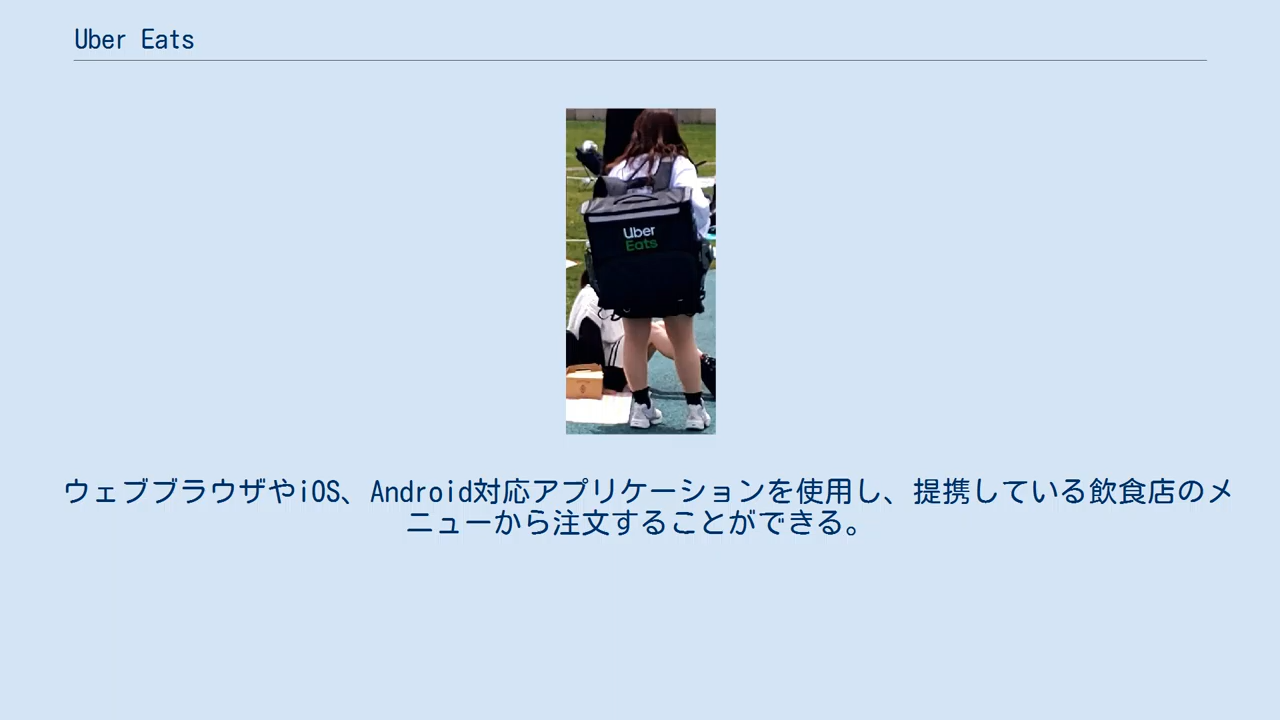 Uber Eats
Uber
Eats
ウェブブラウザやiOS、Android対応アプリケーションを使用し、提携している飲食店のメ
ニューから注文することができる。